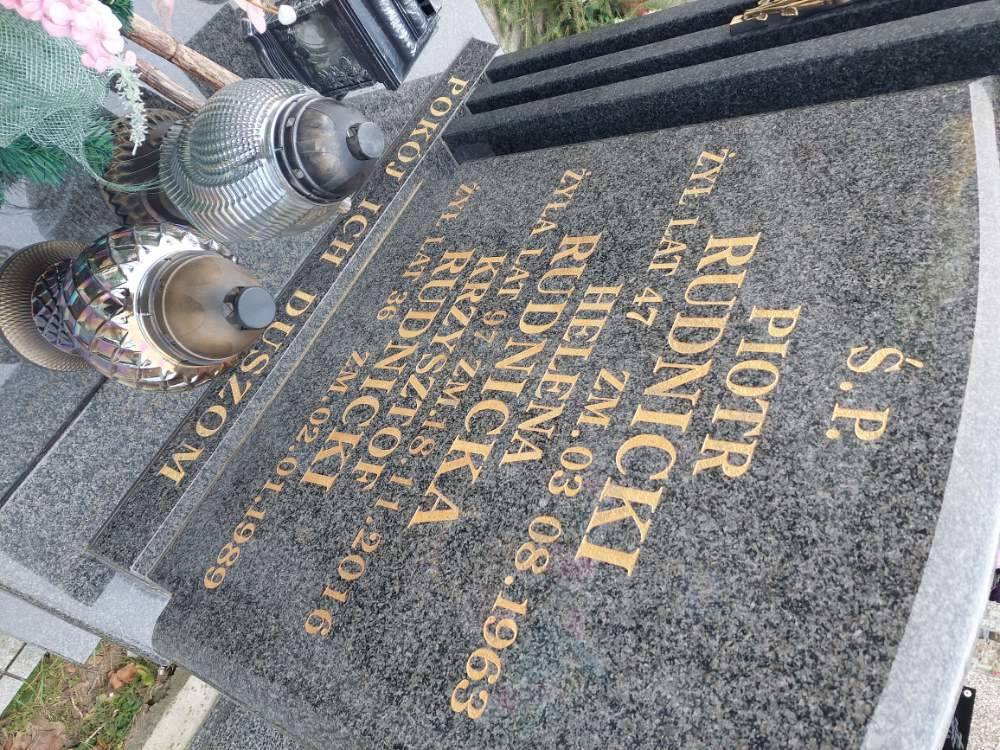 Ś.P.
PIOTR
RUDNICKI
ŻYŁ LAT 47 ZM.03 08.1963
HELENA
RUDNICKA
ŻYŁA LAT 97 ZM.18 11.2016
KRZYSZTOF
RUDNICKI
ŻYŁ LAT 36 ZM.02.01.1989
POKÓJ ICH DUSZOM